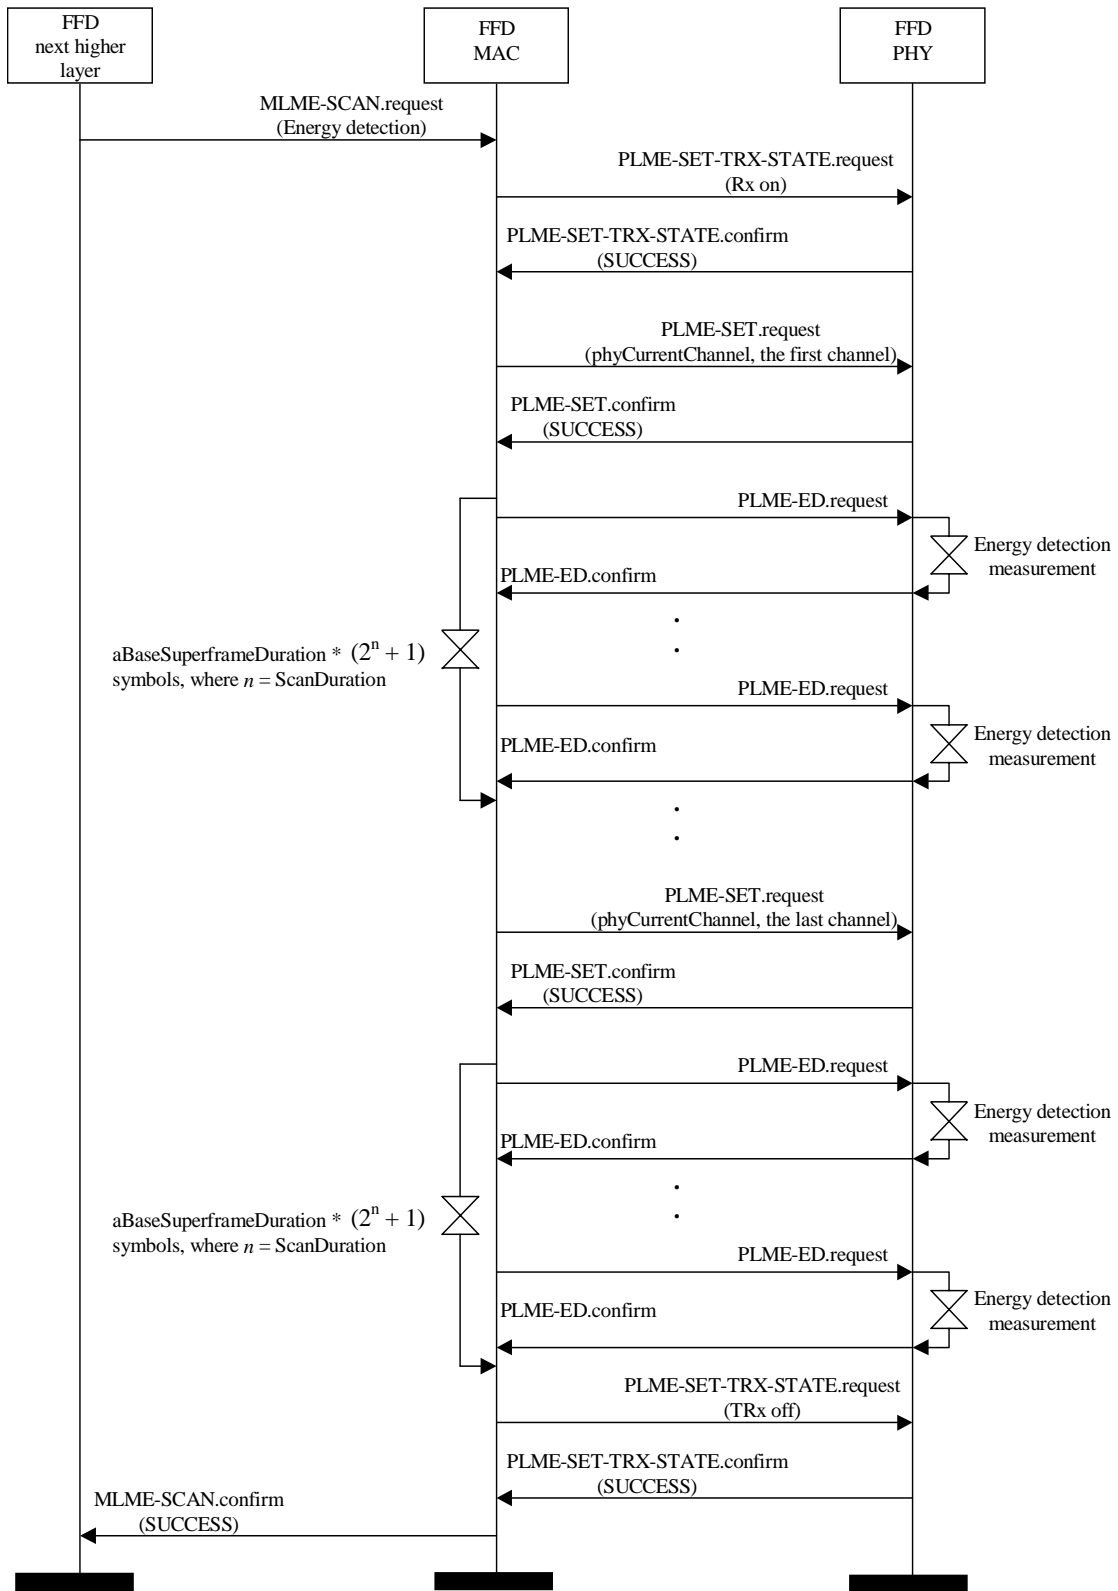 FFD
next higher
layer
FFD
MAC
FFD
PHY
MLME-SCAN.request
(Energy detection)
PLME-SET-TRX-STATE.request
(Rx on)
PLME-SET-TRX-STATE.confirm
(SUCCESS)
PLME-SET.request
(phyCurrentChannel, the first channel)
PLME-SET.confirm
(SUCCESS)
PLME-ED.request
Energy detection
measurement
PLME-ED.confirm
aBaseSuperframeDuration * (2ⁿ + 1)
symbols, where n = ScanDuration
PLME-ED.request
Energy detection
measurement
PLME-ED.confirm
PLME-SET.request
(phyCurrentChannel, the last channel)
PLME-SET.confirm
(SUCCESS)
PLME-ED.request
Energy detection
measurement
PLME-ED.confirm
aBaseSuperframeDuration * (2ⁿ + 1)
symbols, where n = ScanDuration
PLME-ED.request
Energy detection
measurement
PLME-ED.confirm
PLME-SET-TRX-STATE.request
(TRx off)
PLME-SET-TRX-STATE.confirm
(SUCCESS)
MLME-SCAN.confirm
(SUCCESS)